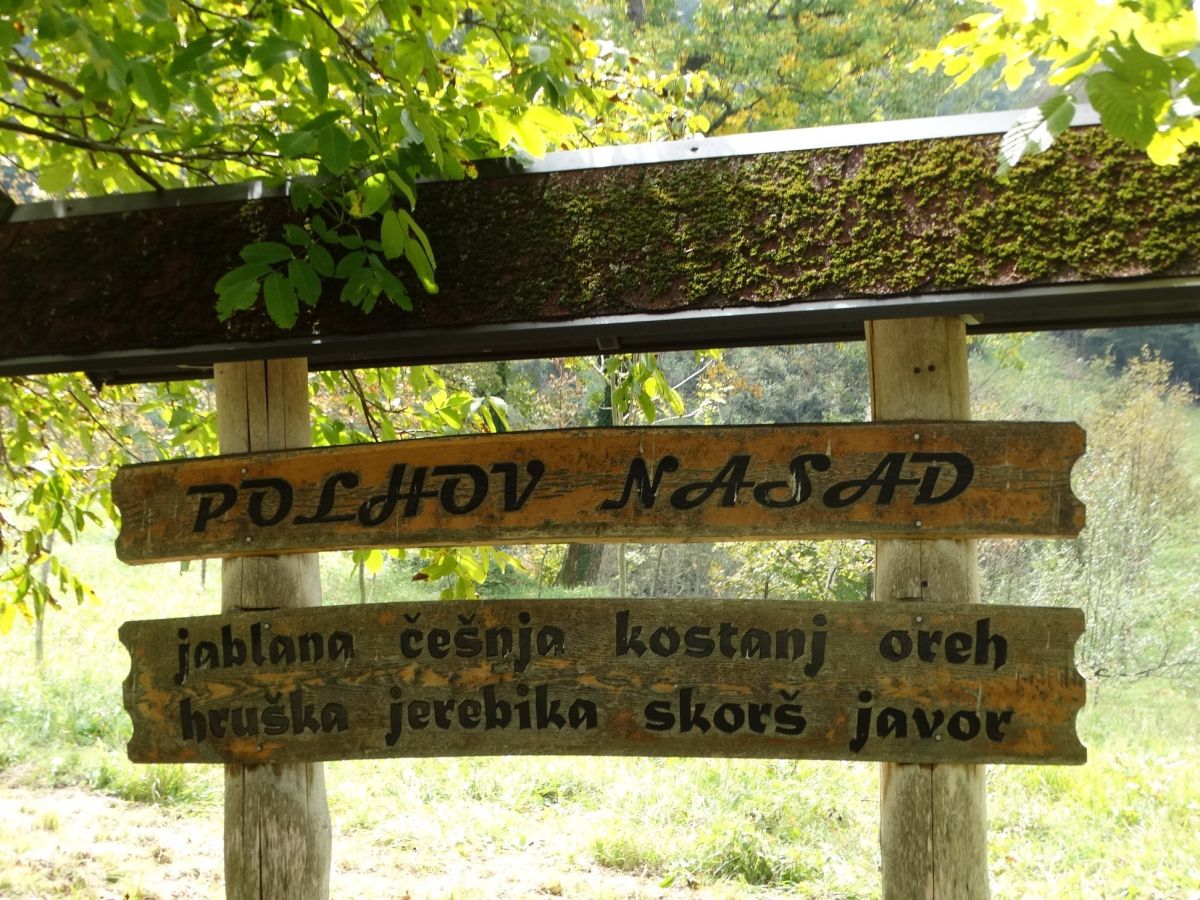 POLHOV NASAD
jablana češnja kostanj oreh
hruška jerebika skorš javor